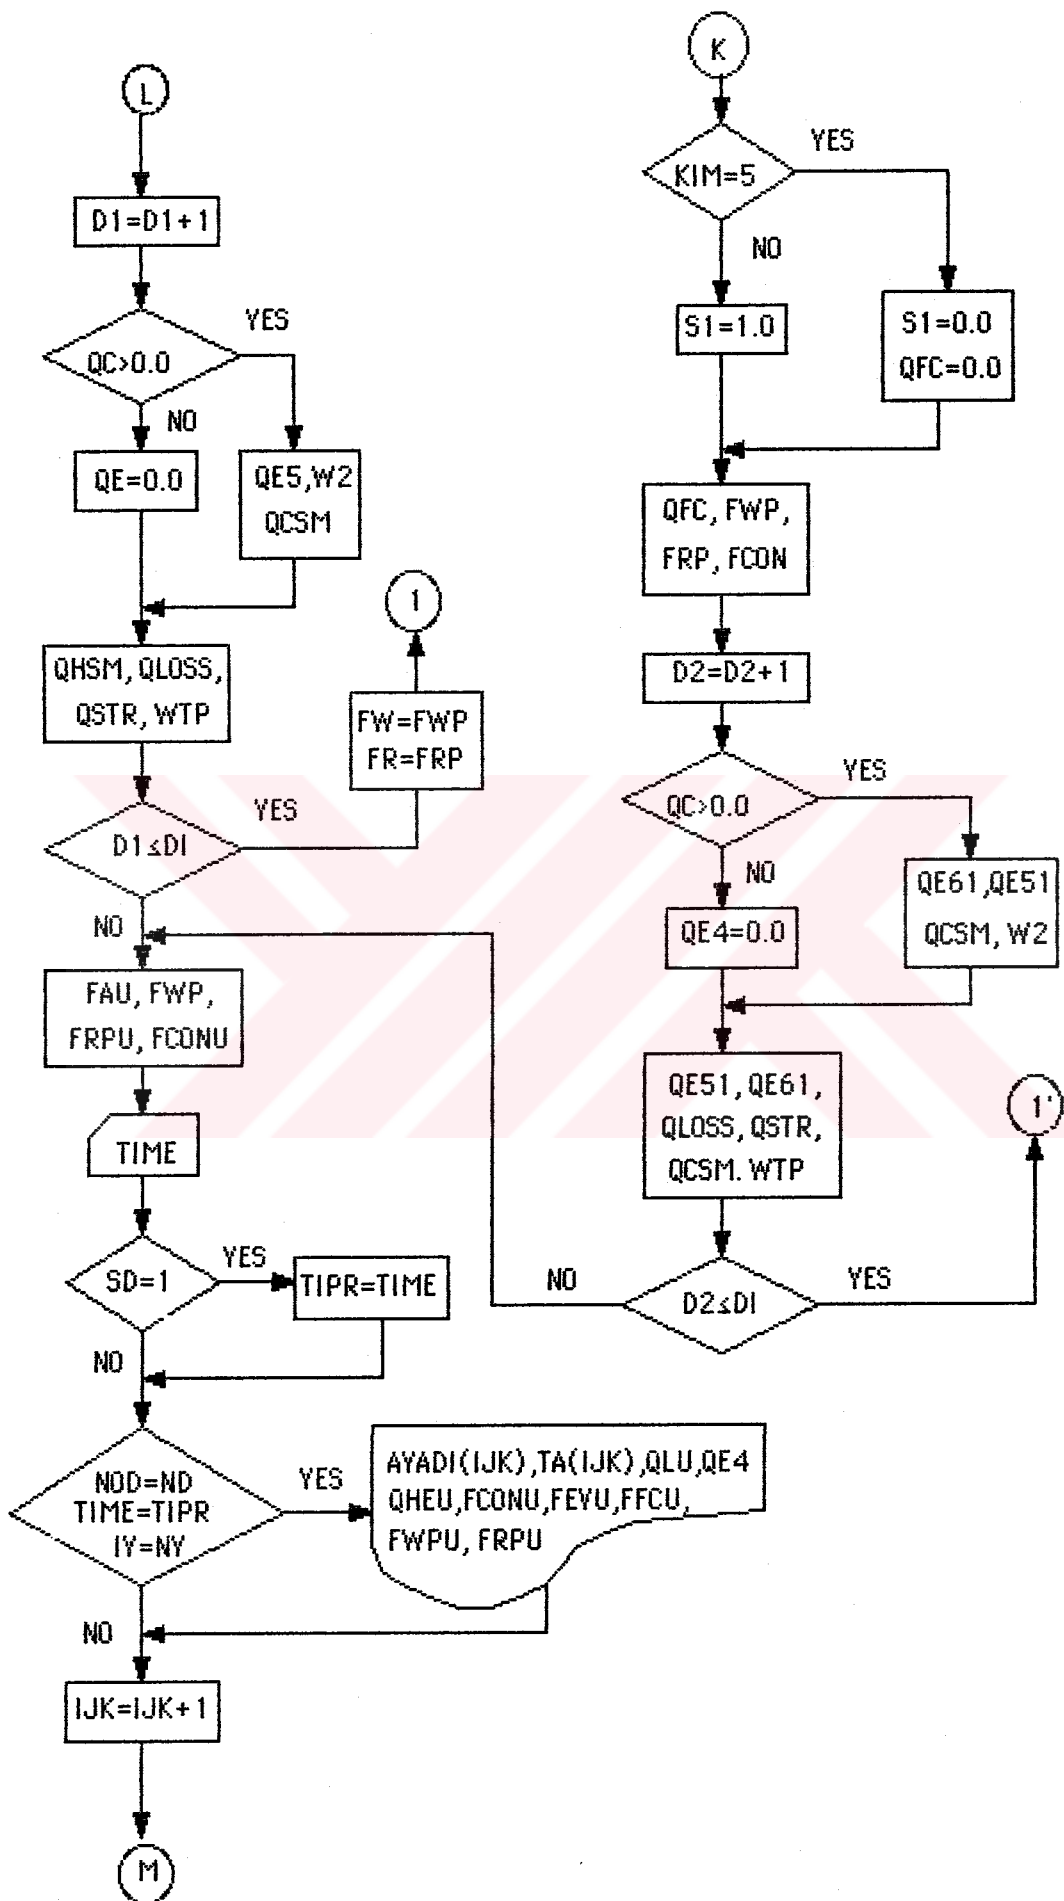 L
D1=D1+1
QC>0.0
YES
NO
QE=0.0
QE5,W2
QCSM
1
QHSM, QLOSS,
QSTR, WTP
FW=FWP
FR=FRP
D1≤DI
YES
NO
FAU, FWP,
FRPU, FCONU
TIME
SD=1
YES
TIPR=TIME
NO
NOD=ND
TIME=TIPR
IY=NY
YES
AYADI(IJK),TA(IJK),QLU,QE4
QHEU,FCONU,FEVU,FFCU,
FWPU, FRPU
NO
IJK=IJK+1
M
K
KIM=5
YES
NO
S1=1.0
S1=0.0
QFC=0.0
QFC, FWP,
FRP, FCON
D2=D2+1
QC>0.0
YES
NO
QE4=0.0
QE61,QE51
QCSM, W2
QE51, QE61,
QLOSS, QSTR,
QCSM. WTP
1'
D2≤DI
NO
YES